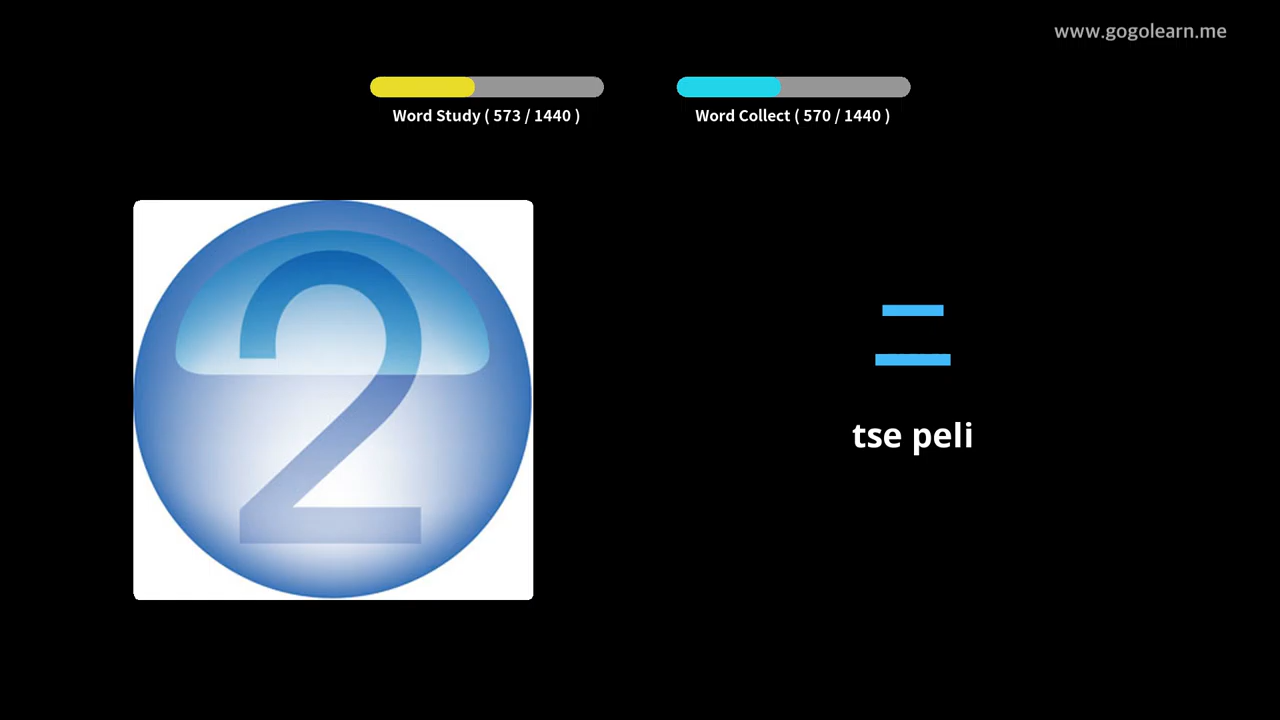 www.gogolearn.me
Word Study ( 573 / 1440 )
Word Collect ( 570 / 1440 )
2
二
tse peli